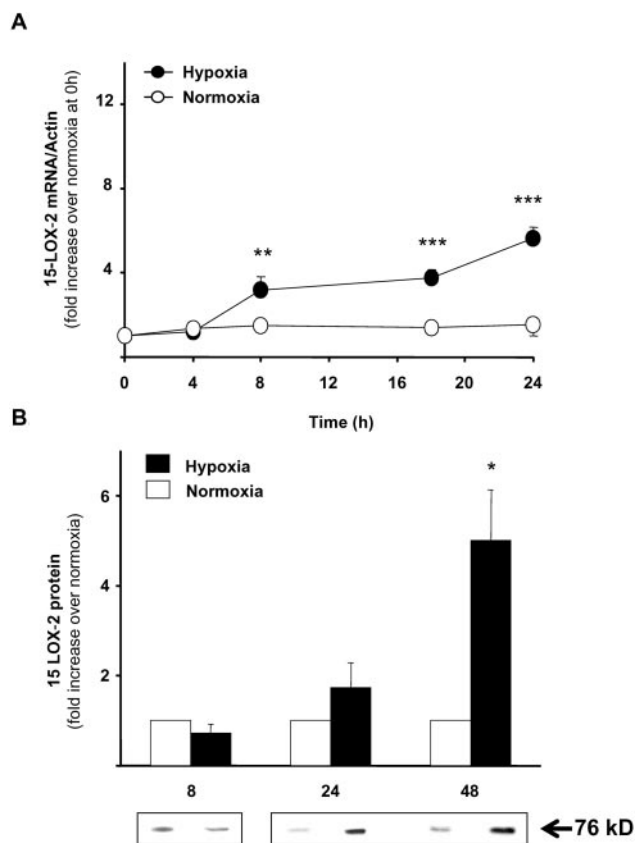 A
Hypoxia
Normoxia
15-LOX-2 mRNA/Actin
(fold increase over normoxia at 0h)
12
8
4
**
***
***
0 4 8 12 16 20 24
Time (h)
B
Hypoxia
Normoxia
15 LOX-2 protein
(fold increase over normoxia)
6
4
2
*
8 24 48
76 kD